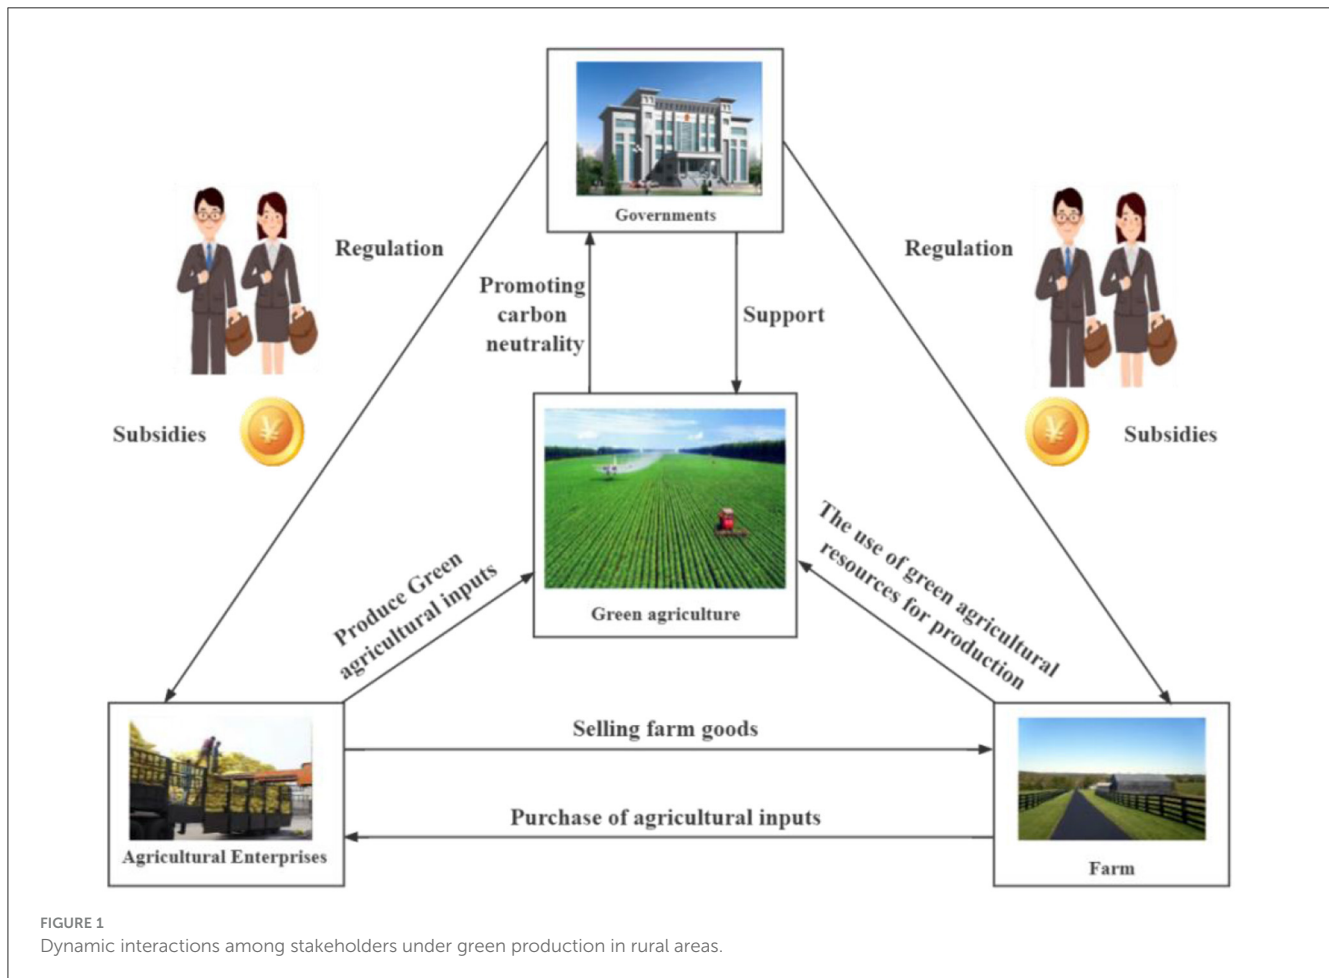 Governments
Regulation
Regulation
Promoting
carbon
neutrality
Support
Subsidies
¥
¥
Subsidies
Produce Green
agricultural inputs
The use of green agricultural
resources for production
Green agriculture
Selling farm goods
Purchase of agricultural inputs
Agricultural Enterprises
Farm
FIGURE 1
Dynamic interactions among stakeholders under green production in rural areas.